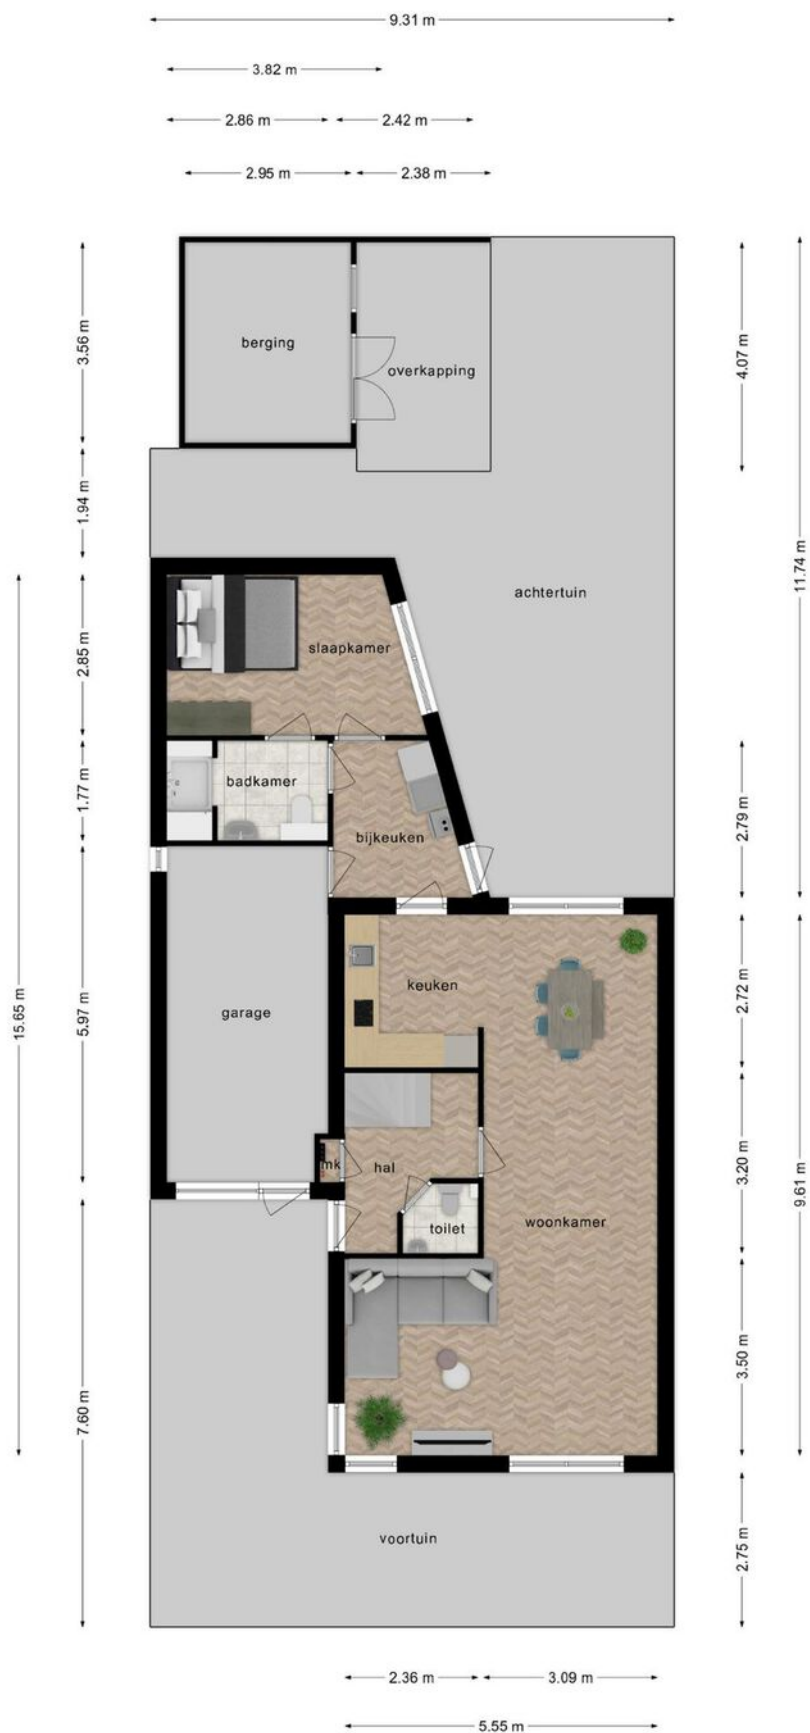 9.31 m
3.82 m
2.86 m
2.42 m
2.95 m
2.38 m
3.56 m
1.94 m
2.85 m
1.77 m
5.97 m
7.60 m
15.65 m
berging
overkapping
achtertuin
slaapkamer
badkamer
bijkeuken
keuken
garage
mk
hal
toilet
woonkamer
voortuin
4.07 m
2.79 m
2.72 m
3.20 m
3.50 m
2.75 m
11.74 m
9.61 m
2.36 m
3.09 m
5.55 m